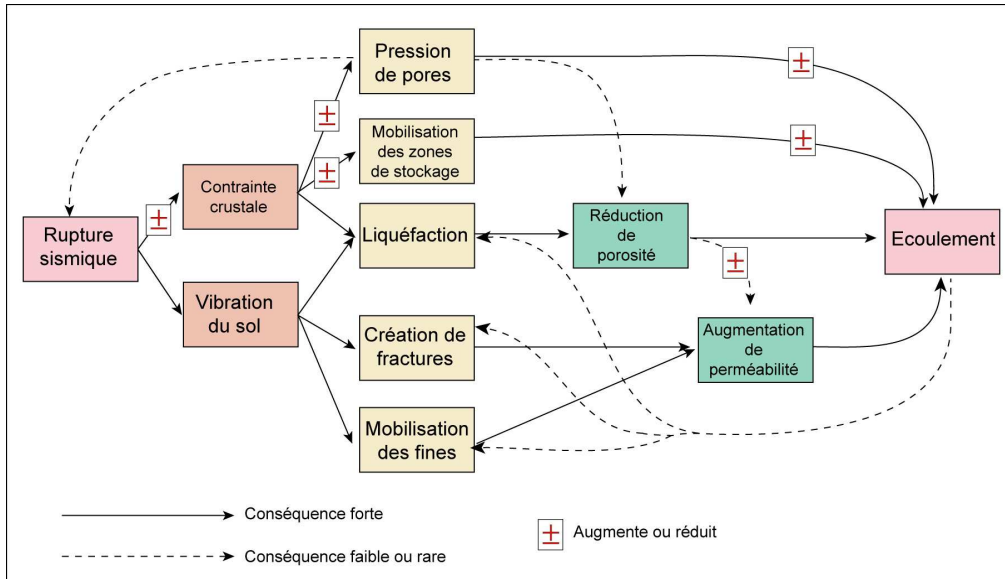 Pression
de pores
±
±
Mobilisation
des zones
de stockage
±
±
Contrainte
crustale
±
Rupture
sismique
Liquéfaction
Réduction
de
porosité
Ecoulement
±
Vibration
du sol
Création de
fractures
Augmentation
de
perméabilité
Mobilisation
des fines
Conséquence forte
Conséquence faible ou rare
± Augmente ou réduit